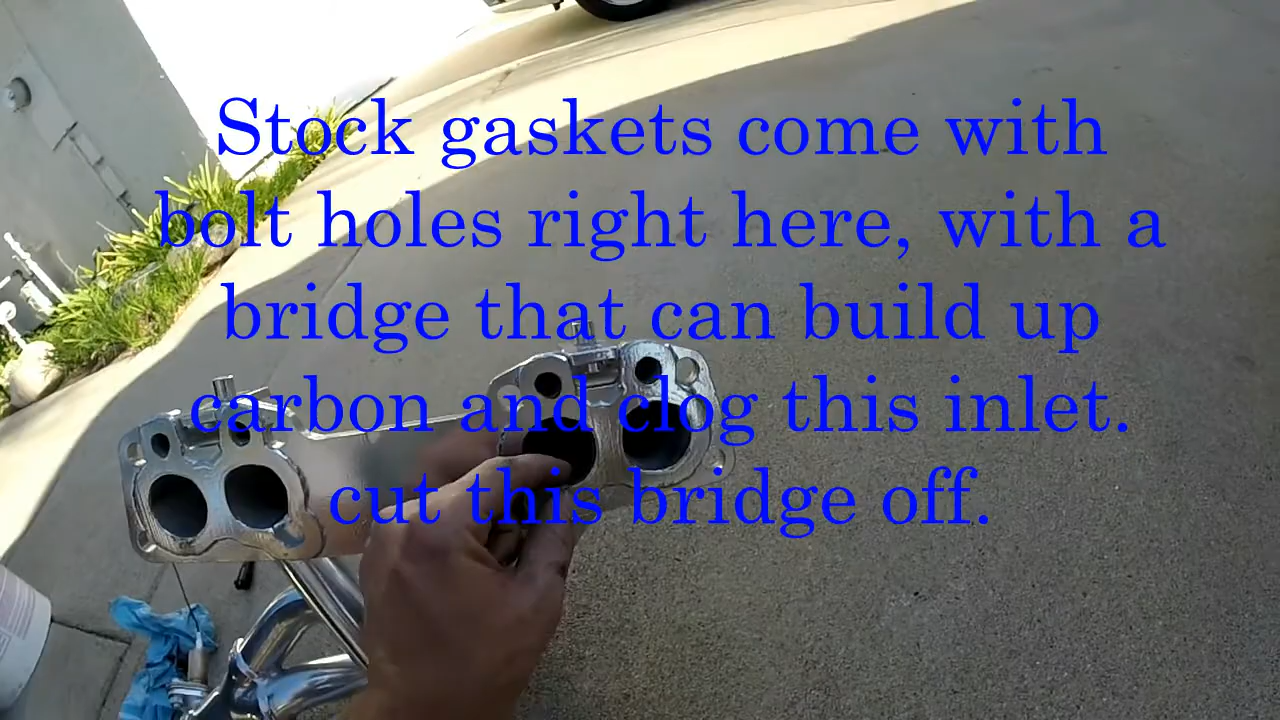 Stock gaskets come with
bolt holes right here, with a
bridge that can build up
carbon and clog this inlet.
cut this bridge off.